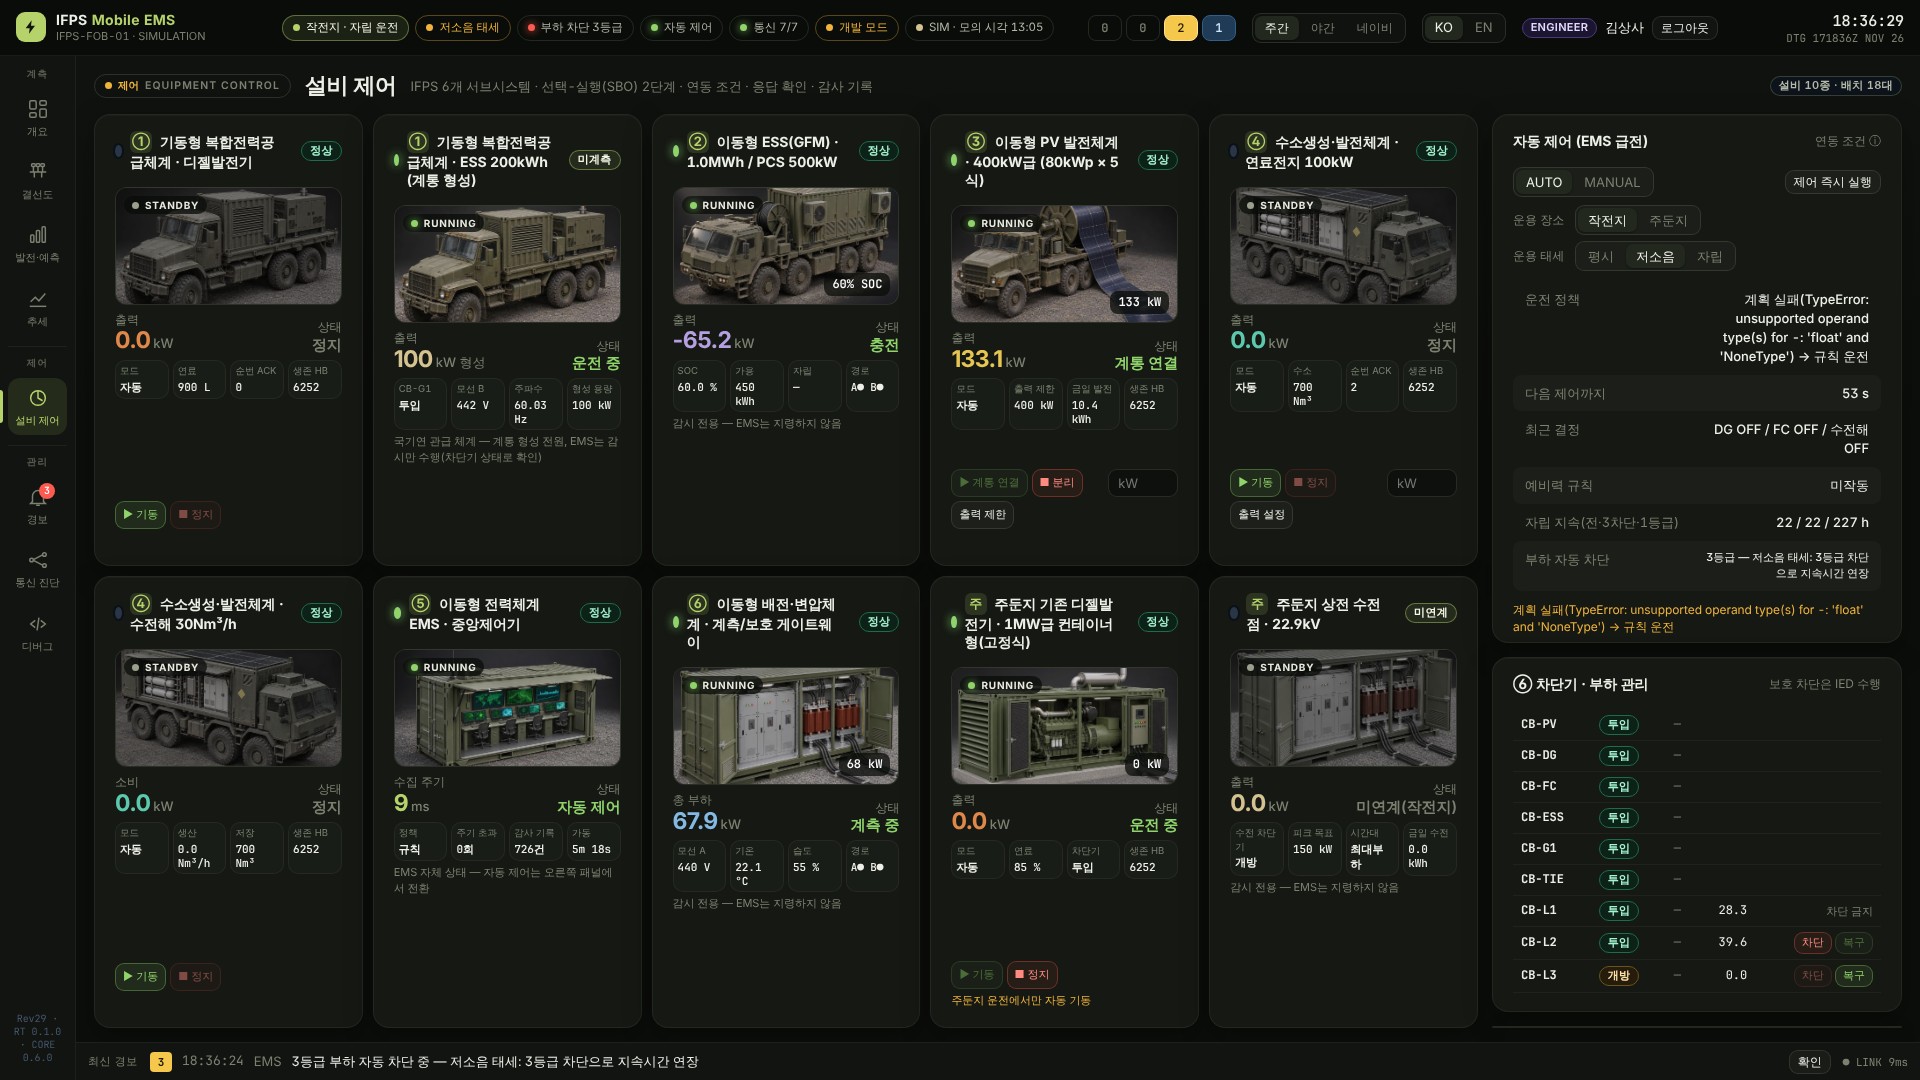 IFPS Mobile EMS
IFPS-FOB-01 · SIMULATION
작전지 · 자립 운전
저소음 태세
부하 차단 3등급
자동 제어
통신 7/7
개발 모드
SIM · 모의 시각 13:05
0 0 2 1
주간 야간 네이비
KO EN
ENGINEER 김상사 로그아웃
18:36:29
DTG 171836Z NOV 26
계측
개요
결선도
발전·예측
추세
제어
설비 제어
관리
3
경보
통신 진단
디버그
Rev29 ·
RT 0.1.0
· CORE
0.6.0
제어 EQUIPMENT CONTROL
설비 제어
IFPS 6개 서브시스템 · 선택-실행(SBO) 2단계 · 연동 조건 · 응답 확인 · 감사 기록
설비 10종 · 배치 18대
① 기동형 복합전력공
급체계 · 디젤발전기
정상
STANDBY
출력
0.0 kW
상태
정지
모드 자동
연료 900 L
순번 ACK 0
생존 HB 6252
▶ 기동 ■ 정지
① 기동형 복합전력공
급체계 · ESS 200kWh
(계통 형성)
미계측
RUNNING
출력
100 kW 형성
상태
운전 중
CB-G1 투입
모선 B 442 V
주파수 60.03 Hz
형성 용량 100 kW
국기연 관급 체계 — 계통 형성 전원, EMS는 감
시만 수행(차단기 상태로 확인)
② 이동형 ESS(GFM) ·
1.0MWh / PCS 500kW
정상
RUNNING
60% SOC
출력
-65.2 kW
상태
충전
SOC 60.0 %
가용 450 kWh
자립 —
경로 A● B●
감시 전용 — EMS는 지령하지 않음
③ 이동형 PV 발전체계
· 400kW급 (80kWp × 5
식)
정상
RUNNING
133 kW
출력
133.1 kW
상태
계통 연결
모드 자동
출력 제한 400 kW
금일 발전 10.4 kWh
생존 HB 6252
▶ 계통 연결 ■ 분리 kW
출력 제한
④ 수소생성·발전체계 ·
연료전지 100kW
정상
STANDBY
출력
0.0 kW
상태
정지
모드 자동
수소 700 Nm³
순번 ACK 2
생존 HB 6252
▶ 기동 ■ 정지 kW
출력 설정
④ 수소생성·발전체계 ·
수전해 30Nm³/h
정상
STANDBY
소비
0.0 kW
상태
정지
모드 자동
생산 0.0 Nm³/h
저장 700 Nm³
생존 HB 6252
▶ 기동 ■ 정지
⑤ 이동형 전력체계
EMS · 중앙제어기
정상
RUNNING
수집 주기
9 ms
상태
자동 제어
정책 규칙
주기 초과 0회
감사 기록 726건
가동 5m 18s
EMS 자체 상태 — 자동 제어는 오른쪽 패널에
서 전환
⑥ 이동형 배전·변압체
계 · 계측/보호 게이트웨
이
정상
RUNNING
68 kW
총 부하
67.9 kW
상태
계측 중
모선 A 440 V
기온 22.1 °C
습도 55 %
경로 A● B●
감시 전용 — EMS는 지령하지 않음
주 주둔지 기존 디젤발
전기 · 1MW급 컨테이너
형(고정식)
정상
RUNNING
0 kW
출력
0.0 kW
상태
운전 중
모드 자동
연료 85 %
차단기 투입
생존 HB 6252
▶ 기동 ■ 정지
주둔지 운전에서만 자동 기동
주 주둔지 상전 수전
점 · 22.9kV
미연계
STANDBY
출력
0.0 kW
상태
미연계(작전지)
수전 차단기 개방
피크 목표 150 kW
시간대 최대부하
금일 수전 0.0 kWh
감시 전용 — EMS는 지령하지 않음
자동 제어 (EMS 급전)
연동 조건 ⓘ
AUTO MANUAL
제어 즉시 실행
운용 장소 작전지 주둔지
운용 태세 평시 저소음 자립
운전 정책
계획 실패(TypeError:
unsupported operand
type(s) for -: 'float' and
'NoneType') → 규칙 운전
다음 제어까지 53 s
최근 결정 DG OFF / FC OFF / 수전해
OFF
예비력 규칙 미작동
자립 지속(전·3차단·1등급) 22 / 22 / 227 h
부하 자동 차단 3등급 — 저소음 태세: 3등급 차단
으로 지속시간 연장
계획 실패(TypeError: unsupported operand type(s) for -: 'float'
and 'NoneType') → 규칙 운전
⑥ 차단기 · 부하 관리
보호 차단은 IED 수행
CB-PV 투입 —
CB-DG 투입 —
CB-FC 투입 —
CB-ESS 투입 —
CB-G1 투입 —
CB-TIE 투입 —
CB-L1 투입 — 28.3 차단 금지
CB-L2 투입 — 39.6 차단 복구
CB-L3 개방 — 0.0 차단 복구
최신 경보 3 18:36:24 EMS 3등급 부하 자동 차단 중 — 저소음 태세: 3등급 차단으로 지속시간 연장
확인 LINK 9ms